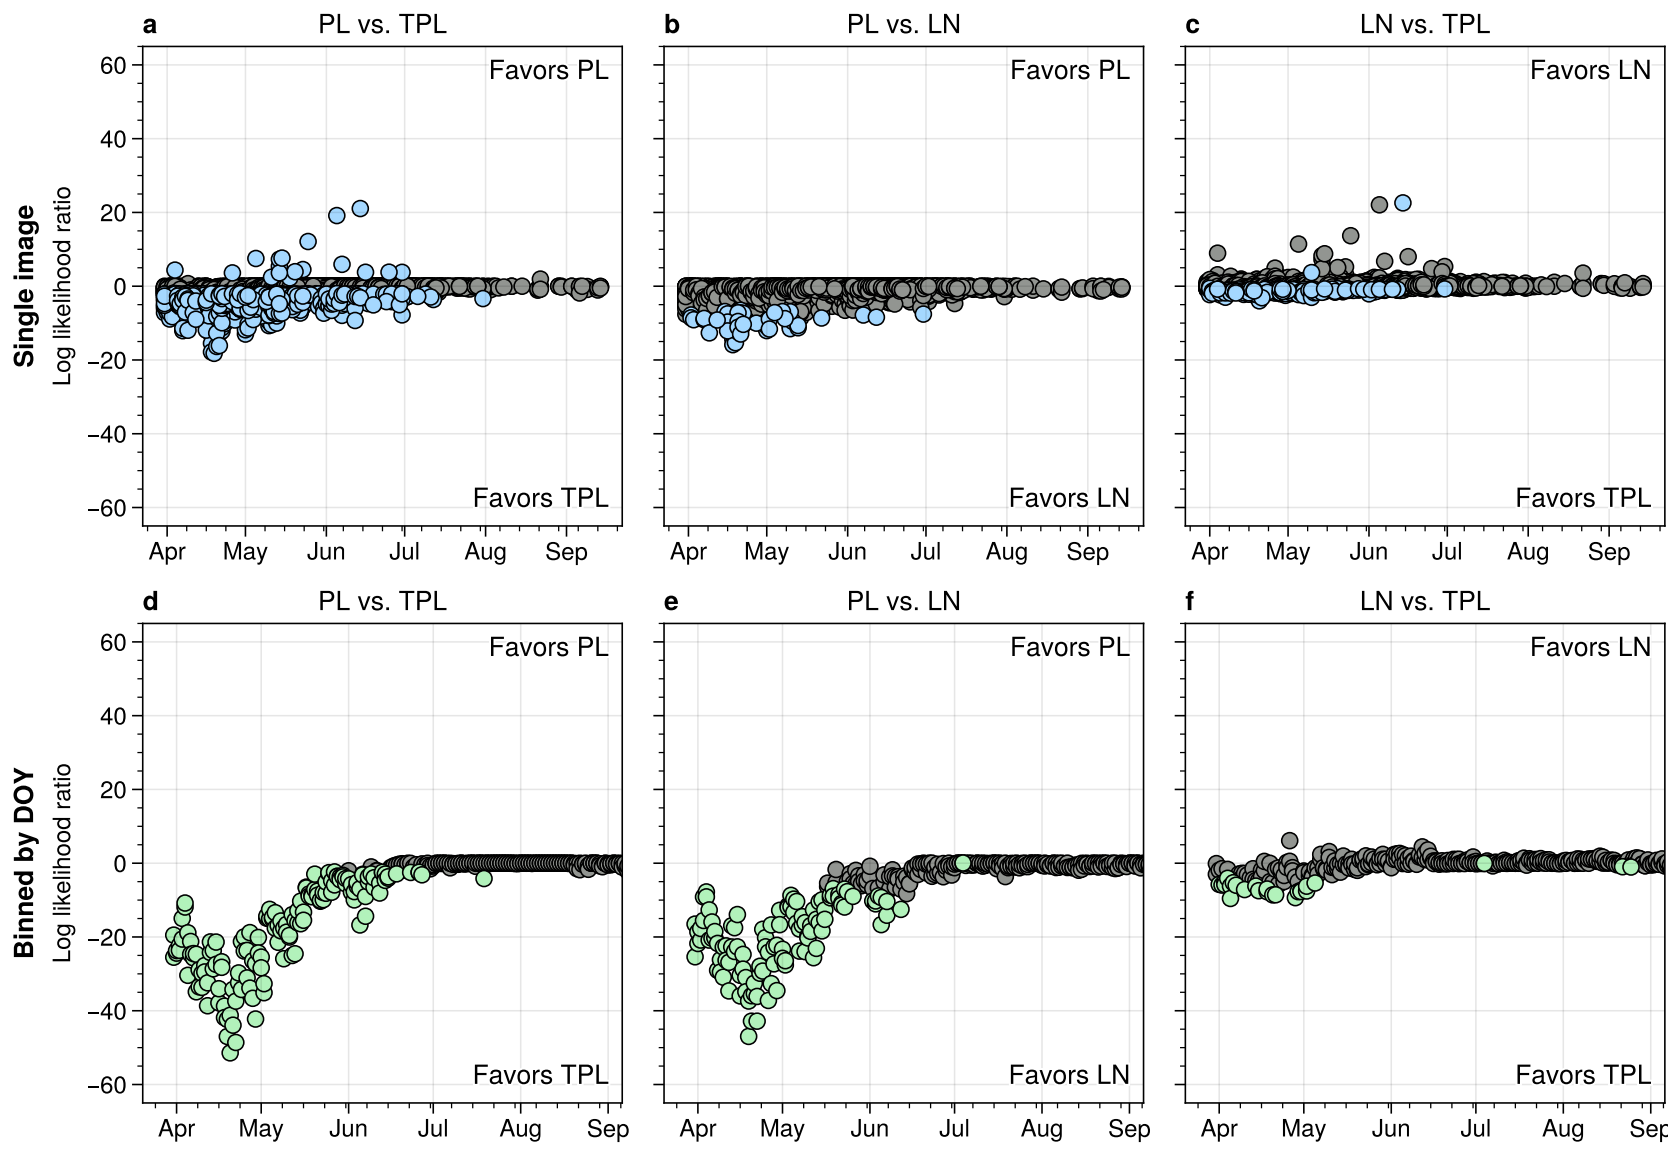 a PL vs. TPL
b PL vs. LN
c LN vs. TPL
Single image
Log likelihood ratio
60
40
20
0
−20
−40
−60
Favors PL
Favors TPL
Favors PL
Favors LN
Favors LN
Favors TPL
Apr May Jun Jul Aug Sep
Apr May Jun Jul Aug Sep
Apr May Jun Jul Aug Sep
d PL vs. TPL
e PL vs. LN
f LN vs. TPL
Binned by DOY
Log likelihood ratio
60
40
20
0
−20
−40
−60
Favors PL
Favors TPL
Favors PL
Favors LN
Favors LN
Favors TPL
Apr May Jun Jul Aug Sep
Apr May Jun Jul Aug Sep
Apr May Jun Jul Aug Sep